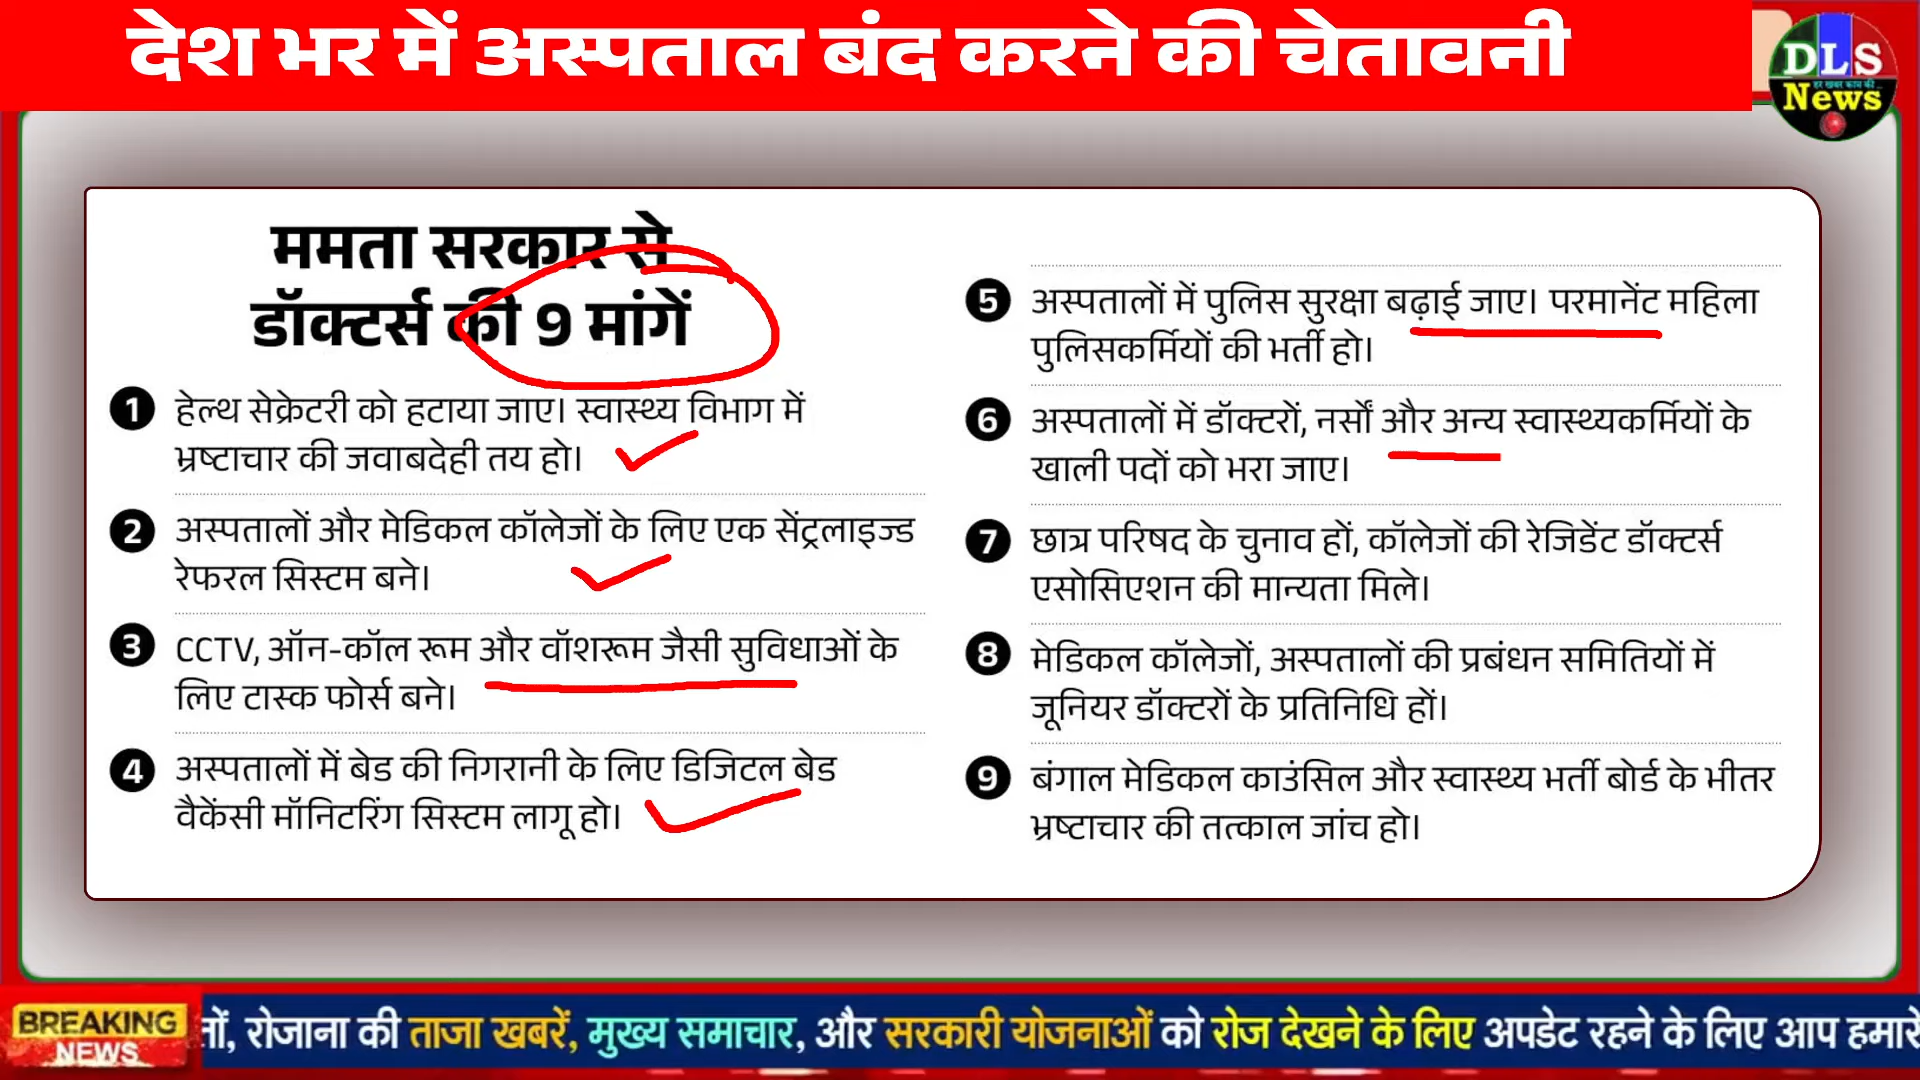 देश भर में अस्पताल बंद करने की चेतावनी
DLS
हर खबर काम की...
News
ममता सरकार से
डॉक्टर्स की 9 मांगें
1 हेल्थ सेक्रेटरी को हटाया जाए। स्वास्थ्य विभाग में
भ्रष्टाचार की जवाबदेही तय हो।
2 अस्पतालों और मेडिकल कॉलेजों के लिए एक सेंट्रलाइज्ड
रेफरल सिस्टम बने।
3 CCTV, ऑन-कॉल रूम और वॉशरूम जैसी सुविधाओं के
लिए टास्क फोर्स बने।
4 अस्पतालों में बेड की निगरानी के लिए डिजिटल बेड
वैकेंसी मॉनिटरिंग सिस्टम लागू हो।
5 अस्पतालों में पुलिस सुरक्षा बढ़ाई जाए। परमानेंट महिला
पुलिसकर्मियों की भर्ती हो।
6 अस्पतालों में डॉक्टरों, नर्सों और अन्य स्वास्थ्यकर्मियों के
खाली पदों को भरा जाए।
7 छात्र परिषद के चुनाव हों, कॉलेजों की रेजिडेंट डॉक्टर्स
एसोसिएशन की मान्यता मिले।
8 मेडिकल कॉलेजों, अस्पतालों की प्रबंधन समितियों में
जूनियर डॉक्टरों के प्रतिनिधि हों।
9 बंगाल मेडिकल काउंसिल और स्वास्थ्य भर्ती बोर्ड के भीतर
भ्रष्टाचार की तत्काल जांच हो।
BREAKING
NEWS
रोजाना की ताजा खबरें, मुख्य समाचार, और सरकारी योजनाओं को रोज देखने के लिए अपडेट रहने के लिए आप हमारे